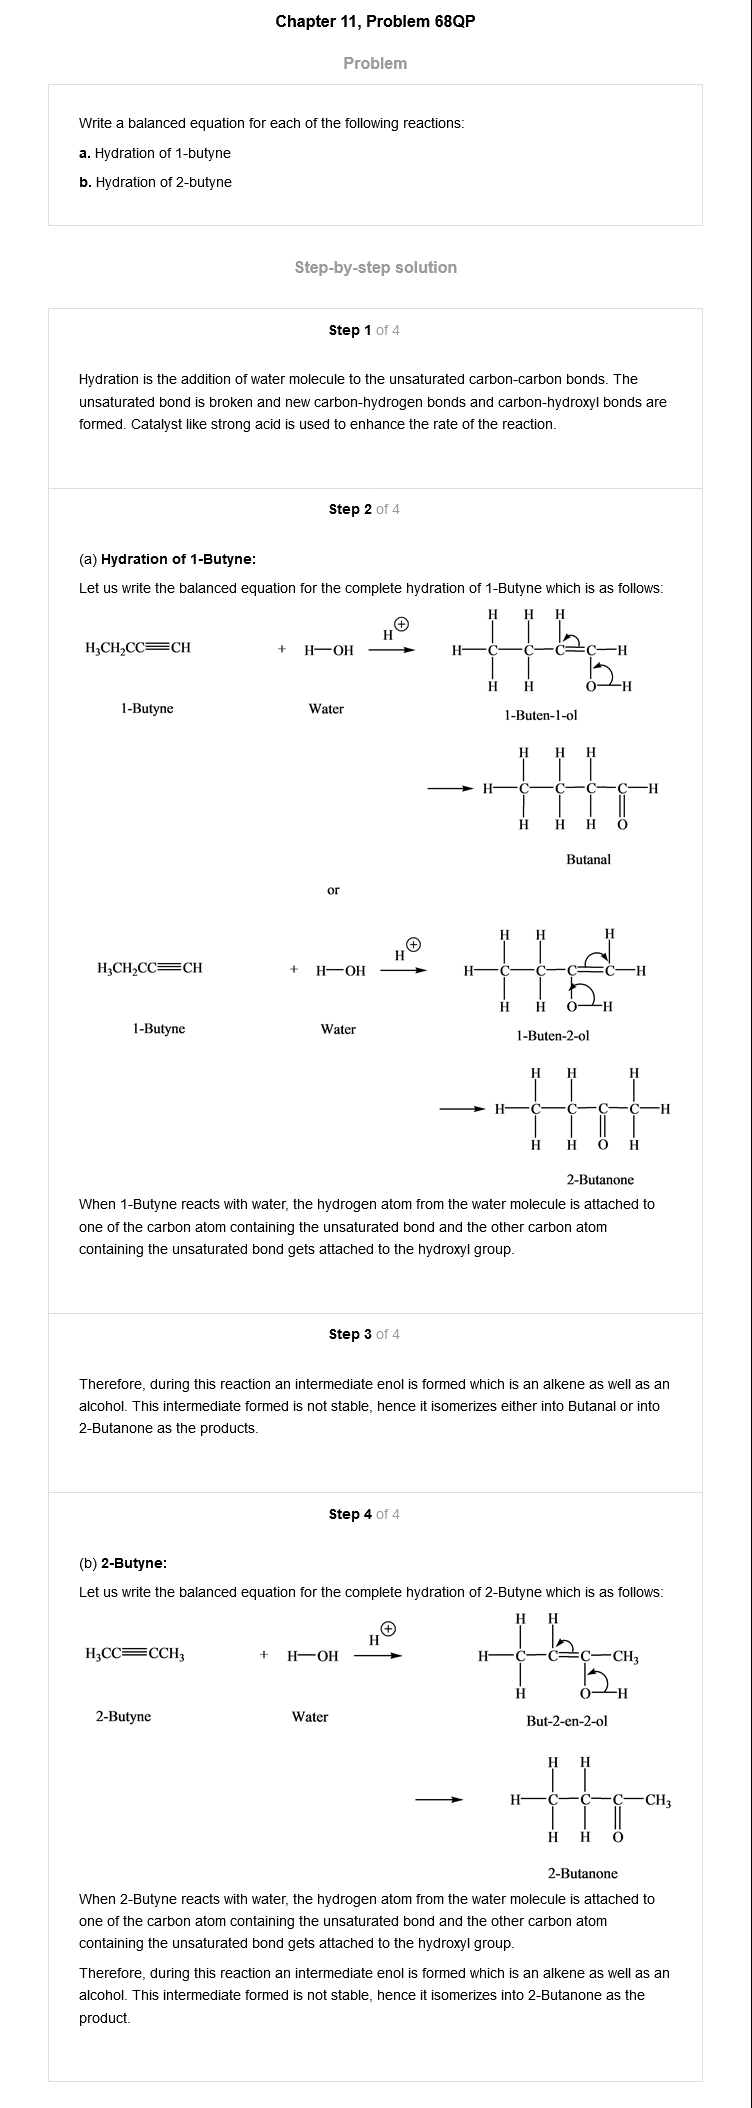 Chapter 11, Problem 68QP
Problem
Write a balanced equation for each of the following reactions:
a. Hydration of 1-butyne
b. Hydration of 2-butyne
Step-by-step solution
Step 1 of 4
Hydration is the addition of water molecule to the unsaturated carbon-carbon bonds. The
unsaturated bond is broken and new carbon-hydrogen bonds and carbon-hydroxyl bonds are
formed. Catalyst like strong acid is used to enhance the rate of the reaction.
Step 2 of 4
(a) Hydration of 1-Butyne:
Let us write the balanced equation for the complete hydration of 1-Butyne which is as follows:
H H H
H⊕
H₃CH₂CC≡CH + H—OH → H—C—C—C=C—H
H H O—H
1-Butyne Water 1-Buten-1-ol
H H H
→ H—C—C—C—C—H
H H H O
Butanal
or
H H H
H⊕
H₃CH₂CC≡CH + H—OH → H—C—C—C=C—H
H H O—H
1-Butyne Water 1-Buten-2-ol
H H H
→ H—C—C—C—C—H
H H O H
2-Butanone
When 1-Butyne reacts with water, the hydrogen atom from the water molecule is attached to
one of the carbon atom containing the unsaturated bond and the other carbon atom
containing the unsaturated bond gets attached to the hydroxyl group.
Step 3 of 4
Therefore, during this reaction an intermediate enol is formed which is an alkene as well as an
alcohol. This intermediate formed is not stable, hence it isomerizes either into Butanal or into
2-Butanone as the products.
Step 4 of 4
(b) 2-Butyne:
Let us write the balanced equation for the complete hydration of 2-Butyne which is as follows:
H H
H⊕
H₃CC≡CCH₃ + H—OH → H—C—C=C—CH₃
H O—H
2-Butyne Water But-2-en-2-ol
H H
→ H—C—C—C—CH₃
H H O
2-Butanone
When 2-Butyne reacts with water, the hydrogen atom from the water molecule is attached to
one of the carbon atom containing the unsaturated bond and the other carbon atom
containing the unsaturated bond gets attached to the hydroxyl group.
Therefore, during this reaction an intermediate enol is formed which is an alkene as well as an
alcohol. This intermediate formed is not stable, hence it isomerizes into 2-Butanone as the
product.